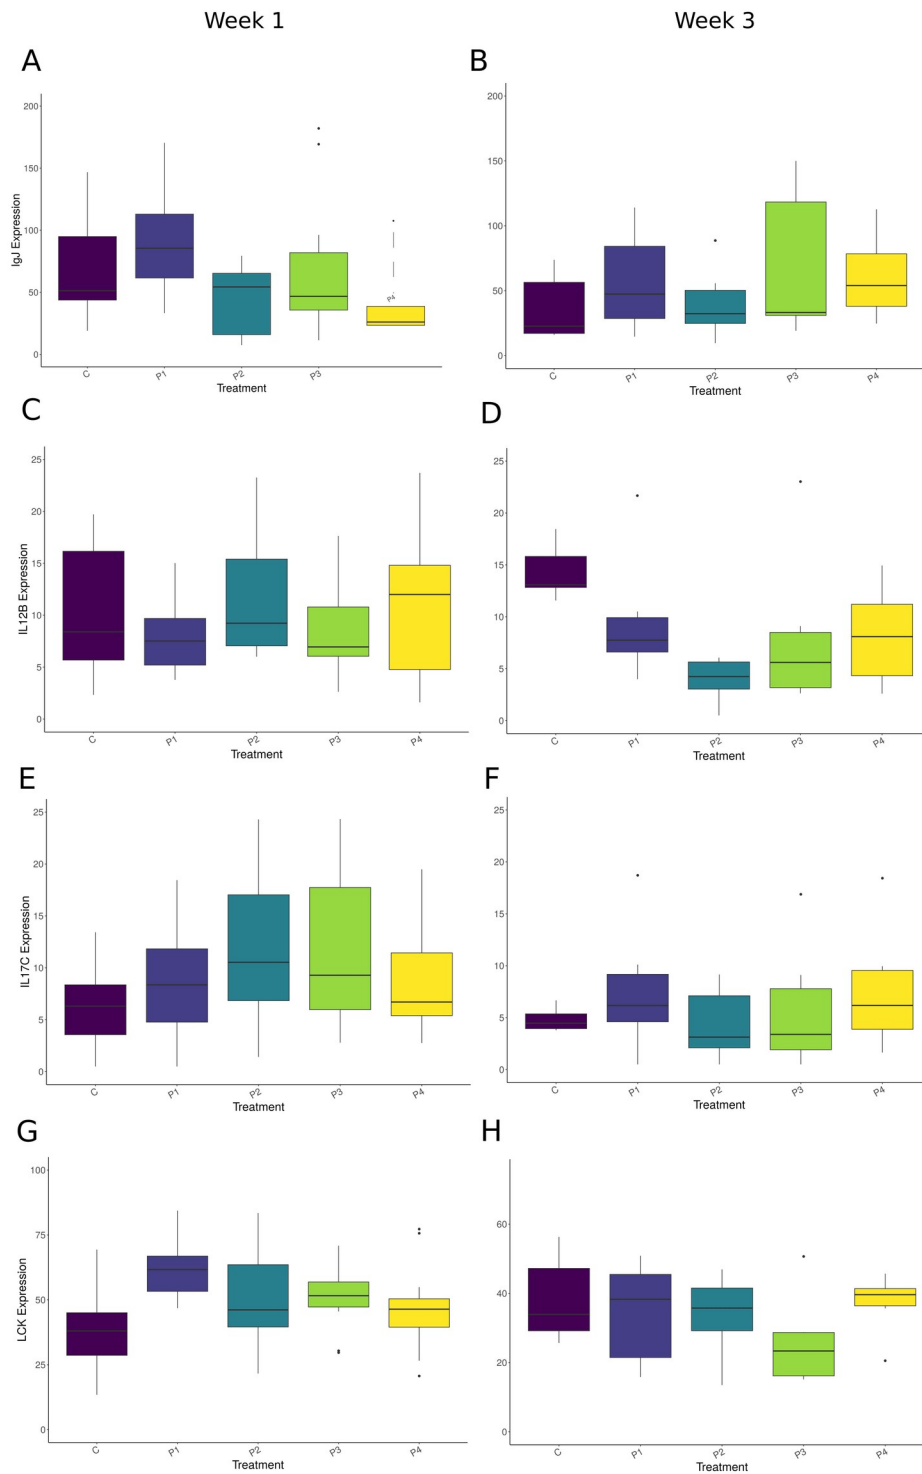 Week 1
Week 3
A
200
150
100
50
0
IgJ Expression
P4
C
P1
P2
P3
Treatment
B
200
150
100
50
0
C
P1
P2
P3
P4
Treatment
C
25
20
15
10
5
0
IL12B Expression
C
P1
P2
P3
P4
Treatment
D
25
20
15
10
5
0
C
P1
P2
P3
P4
Treatment
E
25
20
15
10
5
0
IL17C Expression
C
P1
P2
P3
P4
Treatment
F
25
20
15
10
5
0
C
P1
P2
P3
P4
Treatment
G
100
75
50
25
0
LCK Expression
C
P1
P2
P3
P4
Treatment
H
60
40
20
0
C
P1
P2
P3
P4
Treatment